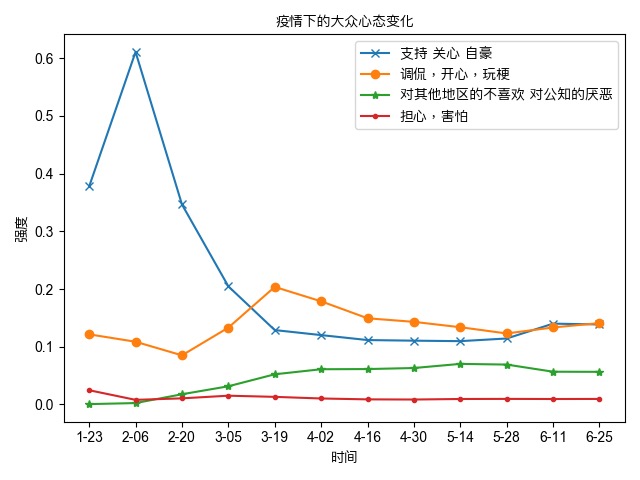 疫情下的大众心态变化
支持 关心 自豪
调侃，开心，玩梗
对其他地区的不喜欢 对公知的厌恶
担心，害怕
强度
0.6
0.5
0.4
0.3
0.2
0.1
0.0
1-23 2-06 2-20 3-05 3-19 4-02 4-16 4-30 5-14 5-28 6-11 6-25
时间